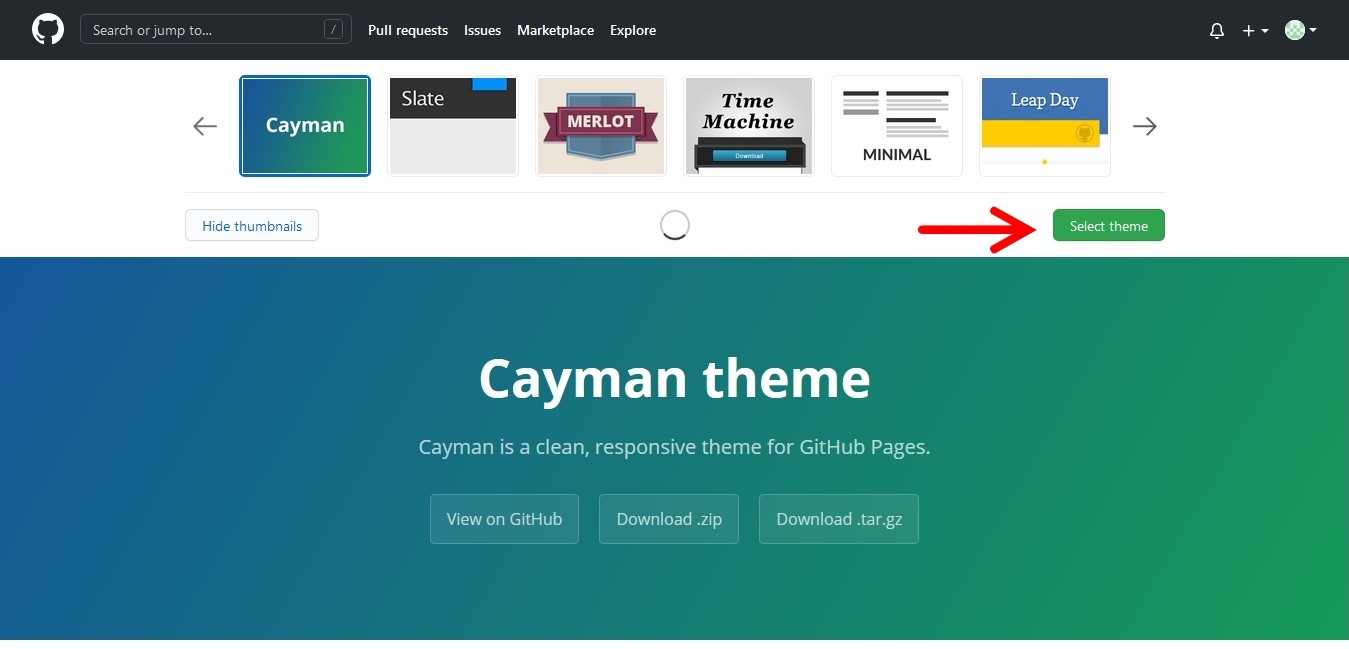 Search or jump to... / Pull requests Issues Marketplace Explore
Cayman
Slate
MERLOT
Time
Machine
Download
MINIMAL
Leap Day
Hide thumbnails
Select theme
Cayman theme
Cayman is a clean, responsive theme for GitHub Pages.
View on GitHub Download .zip Download .tar.gz